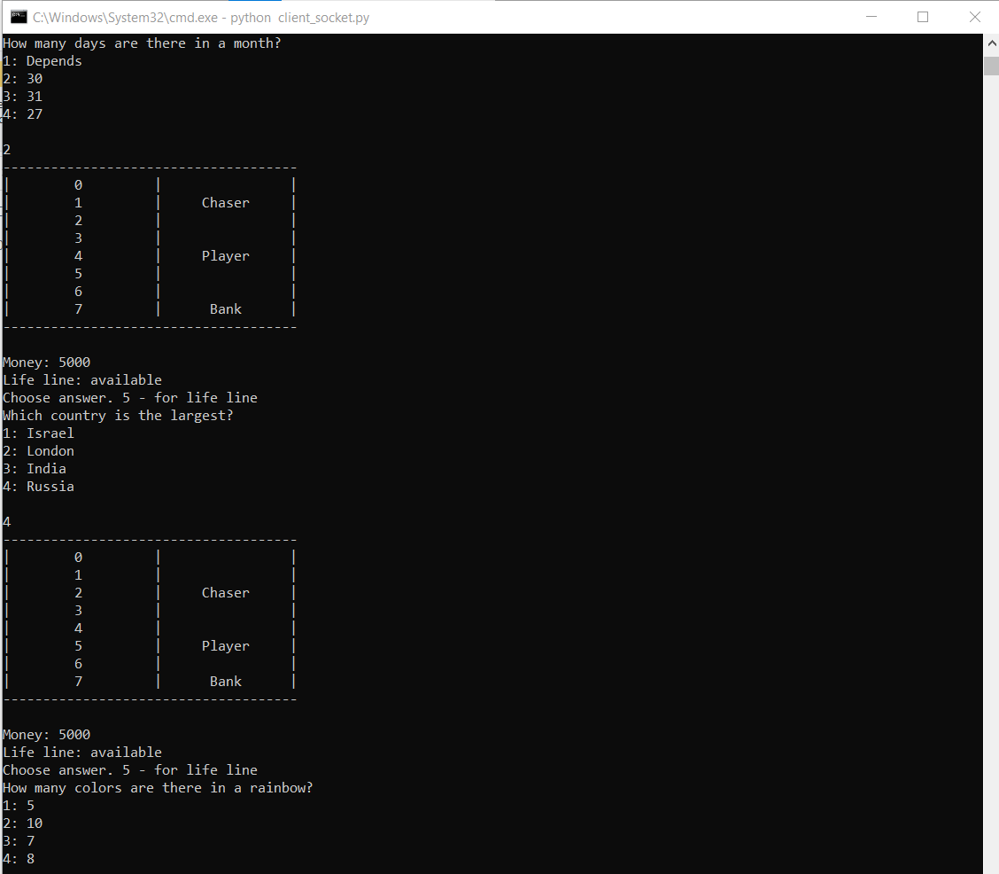 C:\Windows\System32\cmd.exe - python  client_socket.py
How many days are there in a month?
1: Depends
2: 30
3: 31
4: 27
2
-------------------------------------
|        0         |                |
|        1         |     Chaser     |
|        2         |                |
|        3         |                |
|        4         |     Player     |
|        5         |                |
|        6         |                |
|        7         |      Bank      |
-------------------------------------
Money: 5000
Life line: available
Choose answer. 5 - for life line
Which country is the largest?
1: Israel
2: London
3: India
4: Russia
4
-------------------------------------
|        0         |                |
|        1         |                |
|        2         |     Chaser     |
|        3         |                |
|        4         |                |
|        5         |     Player     |
|        6         |                |
|        7         |      Bank      |
-------------------------------------
Money: 5000
Life line: available
Choose answer. 5 - for life line
How many colors are there in a rainbow?
1: 5
2: 10
3: 7
4: 8